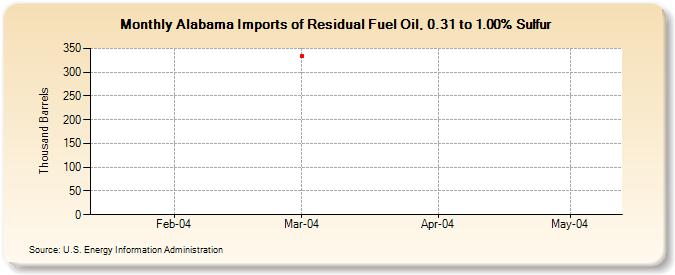 Monthly Alabama Imports of Residual Fuel Oil, 0.31 to 1.00% Sulfur
Thousand Barrels
350
300
250
200
150
100
50
0
Feb-04 Mar-04 Apr-04 May-04
Source: U.S. Energy Information Administration